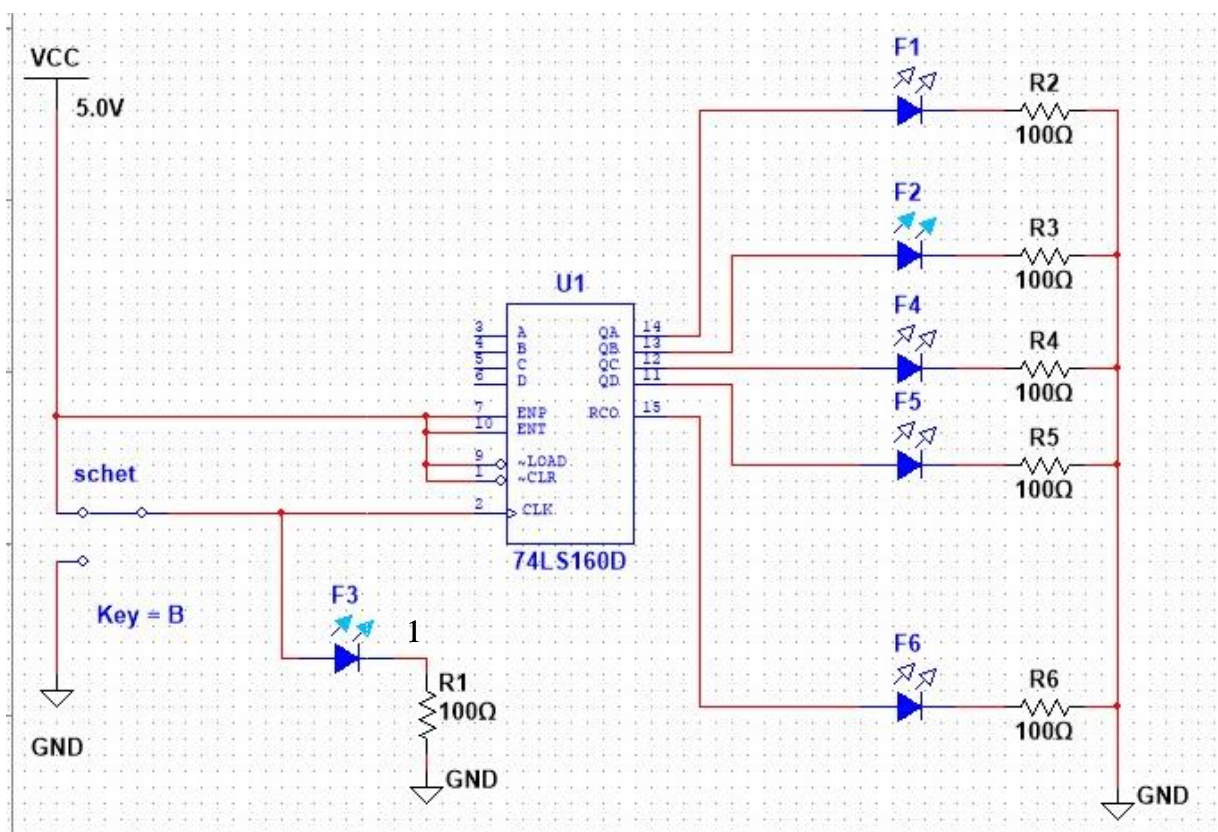 VCC
5.0V
F1
R2
100Ω
F2
R3
100Ω
U1
F4
R4
100Ω
3 A QA 14
4 B QB 13
5 C QC 12
6 D QD 11
F5
R5
100Ω
7 ENP RCO 15
10 ENT
9 ~LOAD
1 ~CLR
2 CLK
74LS160D
schet
Key = B
F3
1
R1
100Ω
GND
GND
F6
R6
100Ω
GND